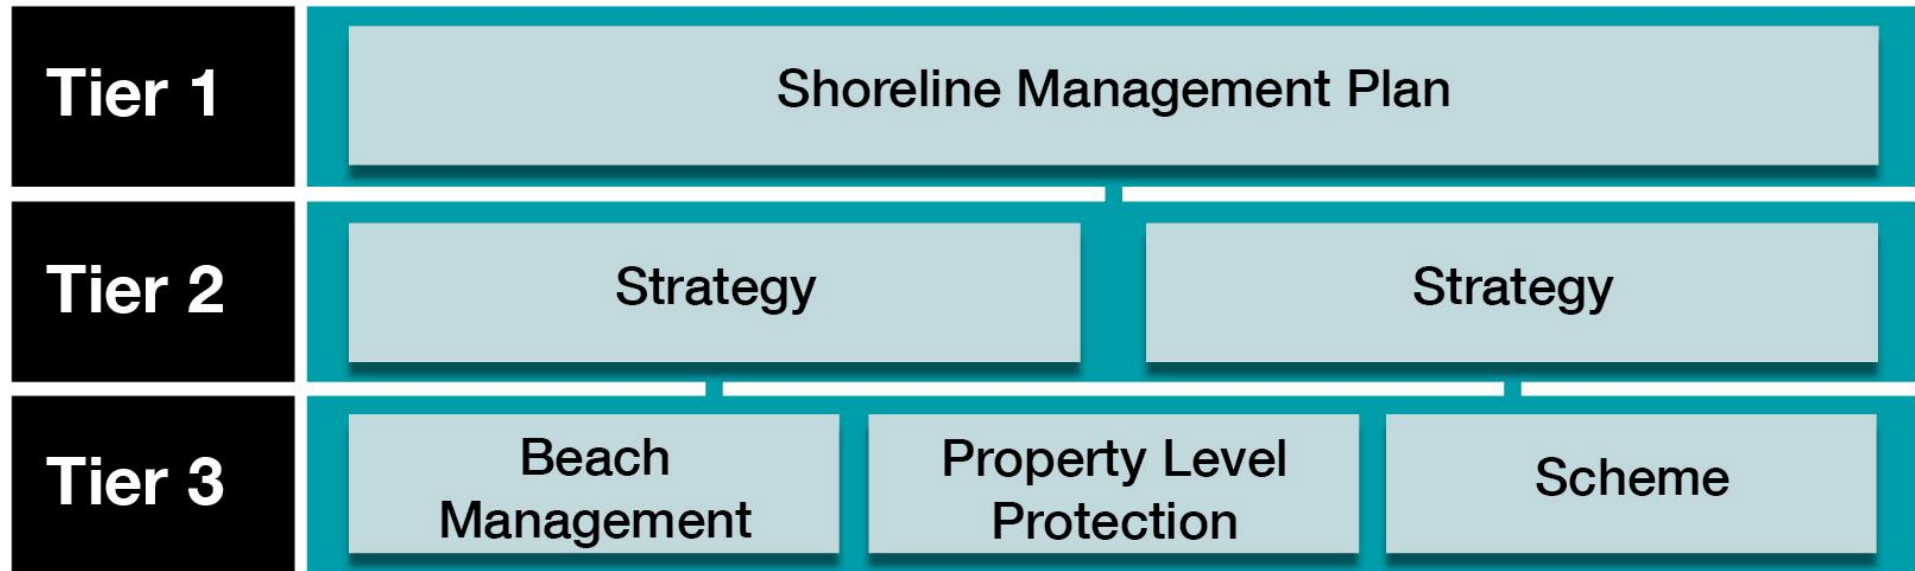 Tier 1
Shoreline Management Plan
Tier 2
Strategy
Strategy
Tier 3
Beach
Management
Property Level
Protection
Scheme